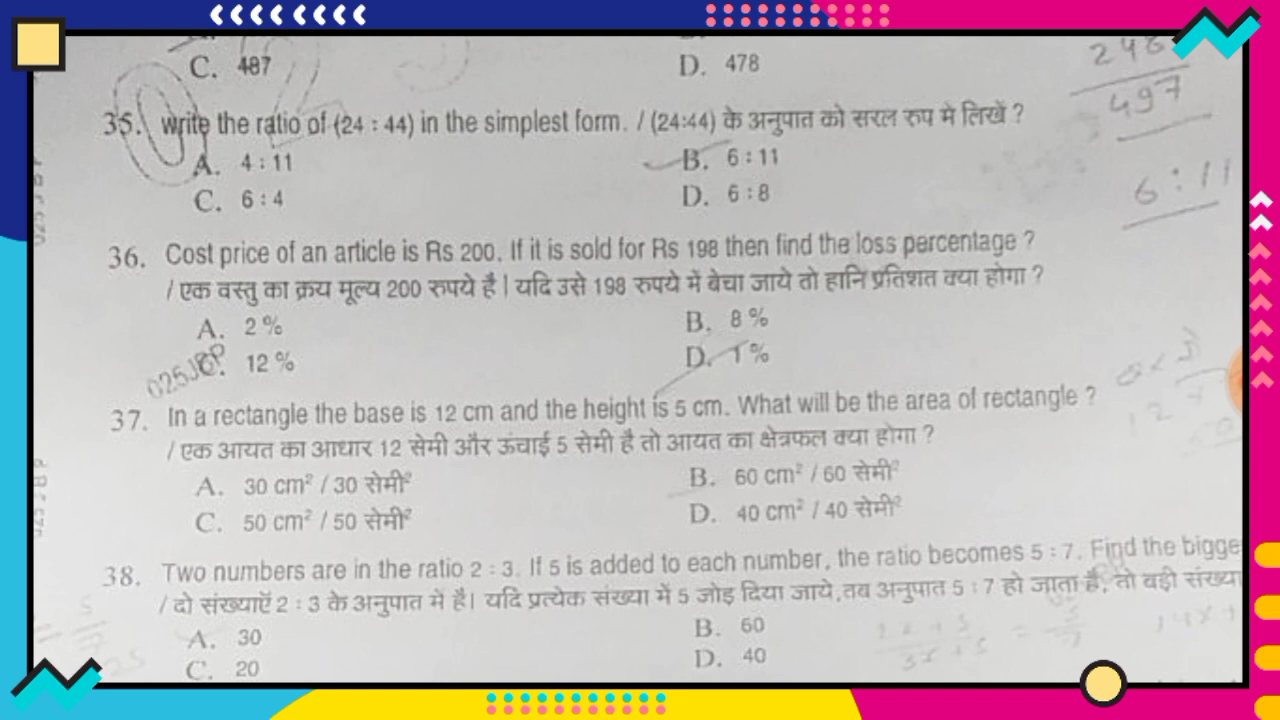 C. 487
D. 478
248
497
35. Write the ratio of (24 : 44) in the simplest form. / (24:44) के अनुपात को सरल रुप मे लिखें ?
A. 4 : 11
B. 6 : 11
C. 6 : 4
D. 6 : 8
6 : 11
36. Cost price of an article is Rs 200. If it is sold for Rs 198 then find the loss percentage ?
/ एक वस्तु का क्रय मूल्य 200 रुपये है | यदि उसे 198 रुपये में बेचा जाये तो हानि प्रतिशत क्या होगा ?
A. 2 %
B. 8 %
C. 12 %
D. 1 %
37. In a rectangle the base is 12 cm and the height is 5 cm. What will be the area of rectangle ?
/ एक आयत का आधार 12 सेमी और ऊंचाई 5 सेमी है तो आयत का क्षेत्रफल क्या होगा ?
A. 30 cm² / 30 सेमी²
B. 60 cm² / 60 सेमी²
C. 50 cm² / 50 सेमी²
D. 40 cm² / 40 सेमी²
38. Two numbers are in the ratio 2 : 3. If 5 is added to each number, the ratio becomes 5 : 7. Find the bigge
/ दो संख्याऍ 2 : 3 के अनुपात में है| यदि प्रत्येक संख्या में 5 जोड़ दिया जाये,तब अनुपात 5 : 7 हो जाता है, तो बड़ी संख्या
A. 30
B. 60
C. 20
D. 40